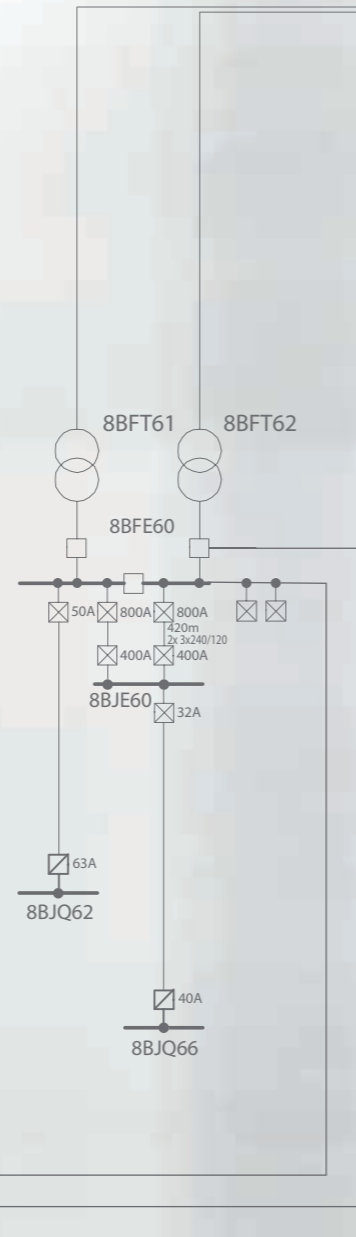 8BFT61 8BFT62
8BFE60
50A 800A 800A
420m
2x 3x240/120
400A 400A
8BJE60
32A
63A
8BJQ62
40A
8BJQ66